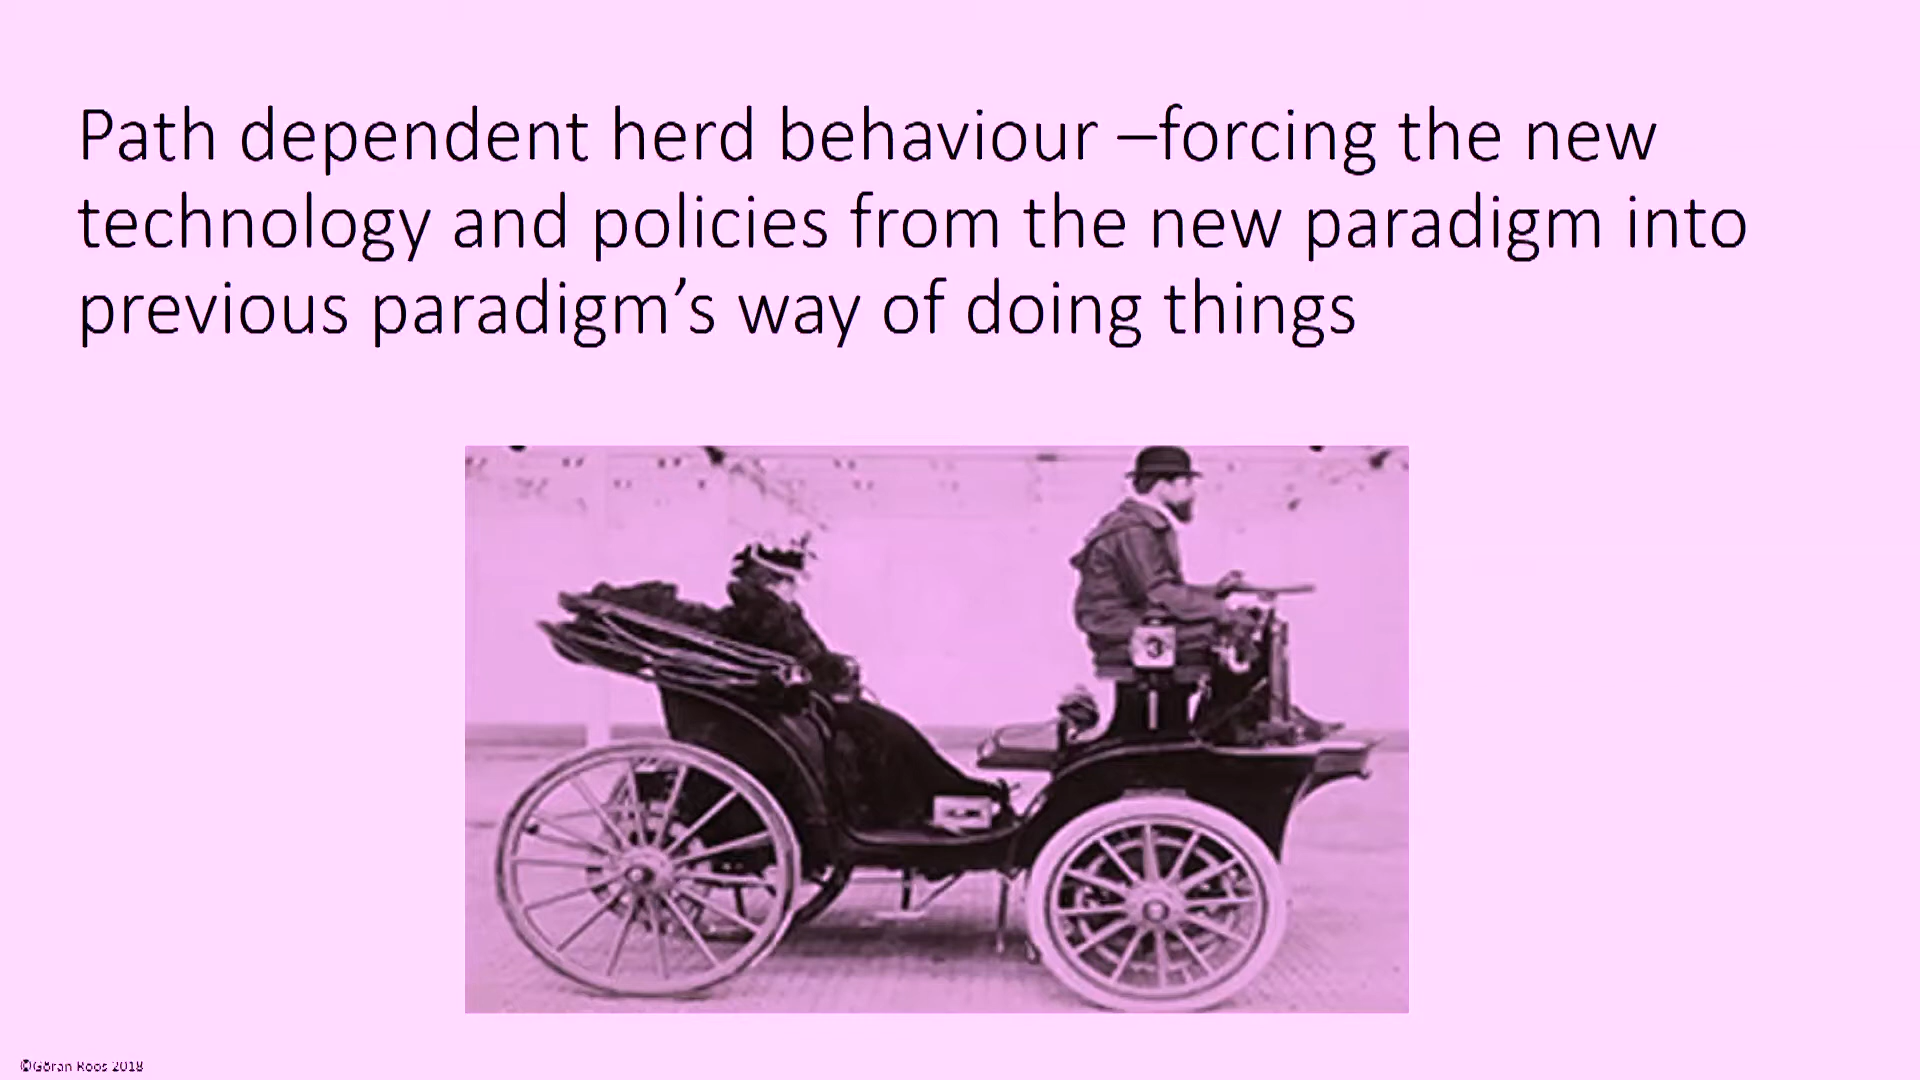 Path dependent herd behaviour –forcing the new
technology and policies from the new paradigm into
previous paradigm’s way of doing things
3
©Göran Roos 2018